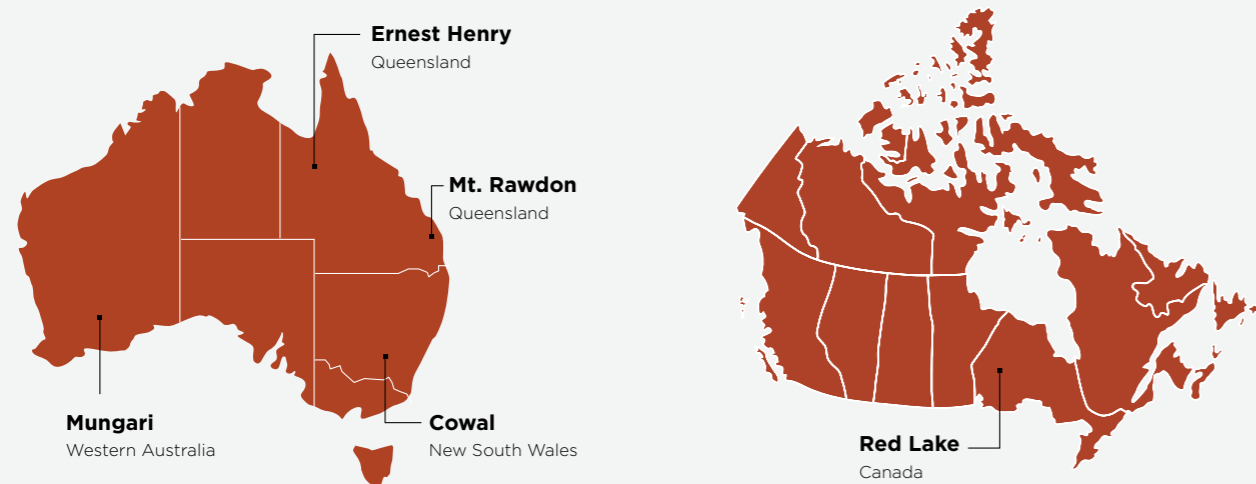 Ernest Henry
Queensland
Mt. Rawdon
Queensland
Mungari
Western Australia
Cowal
New South Wales
Red Lake
Canada